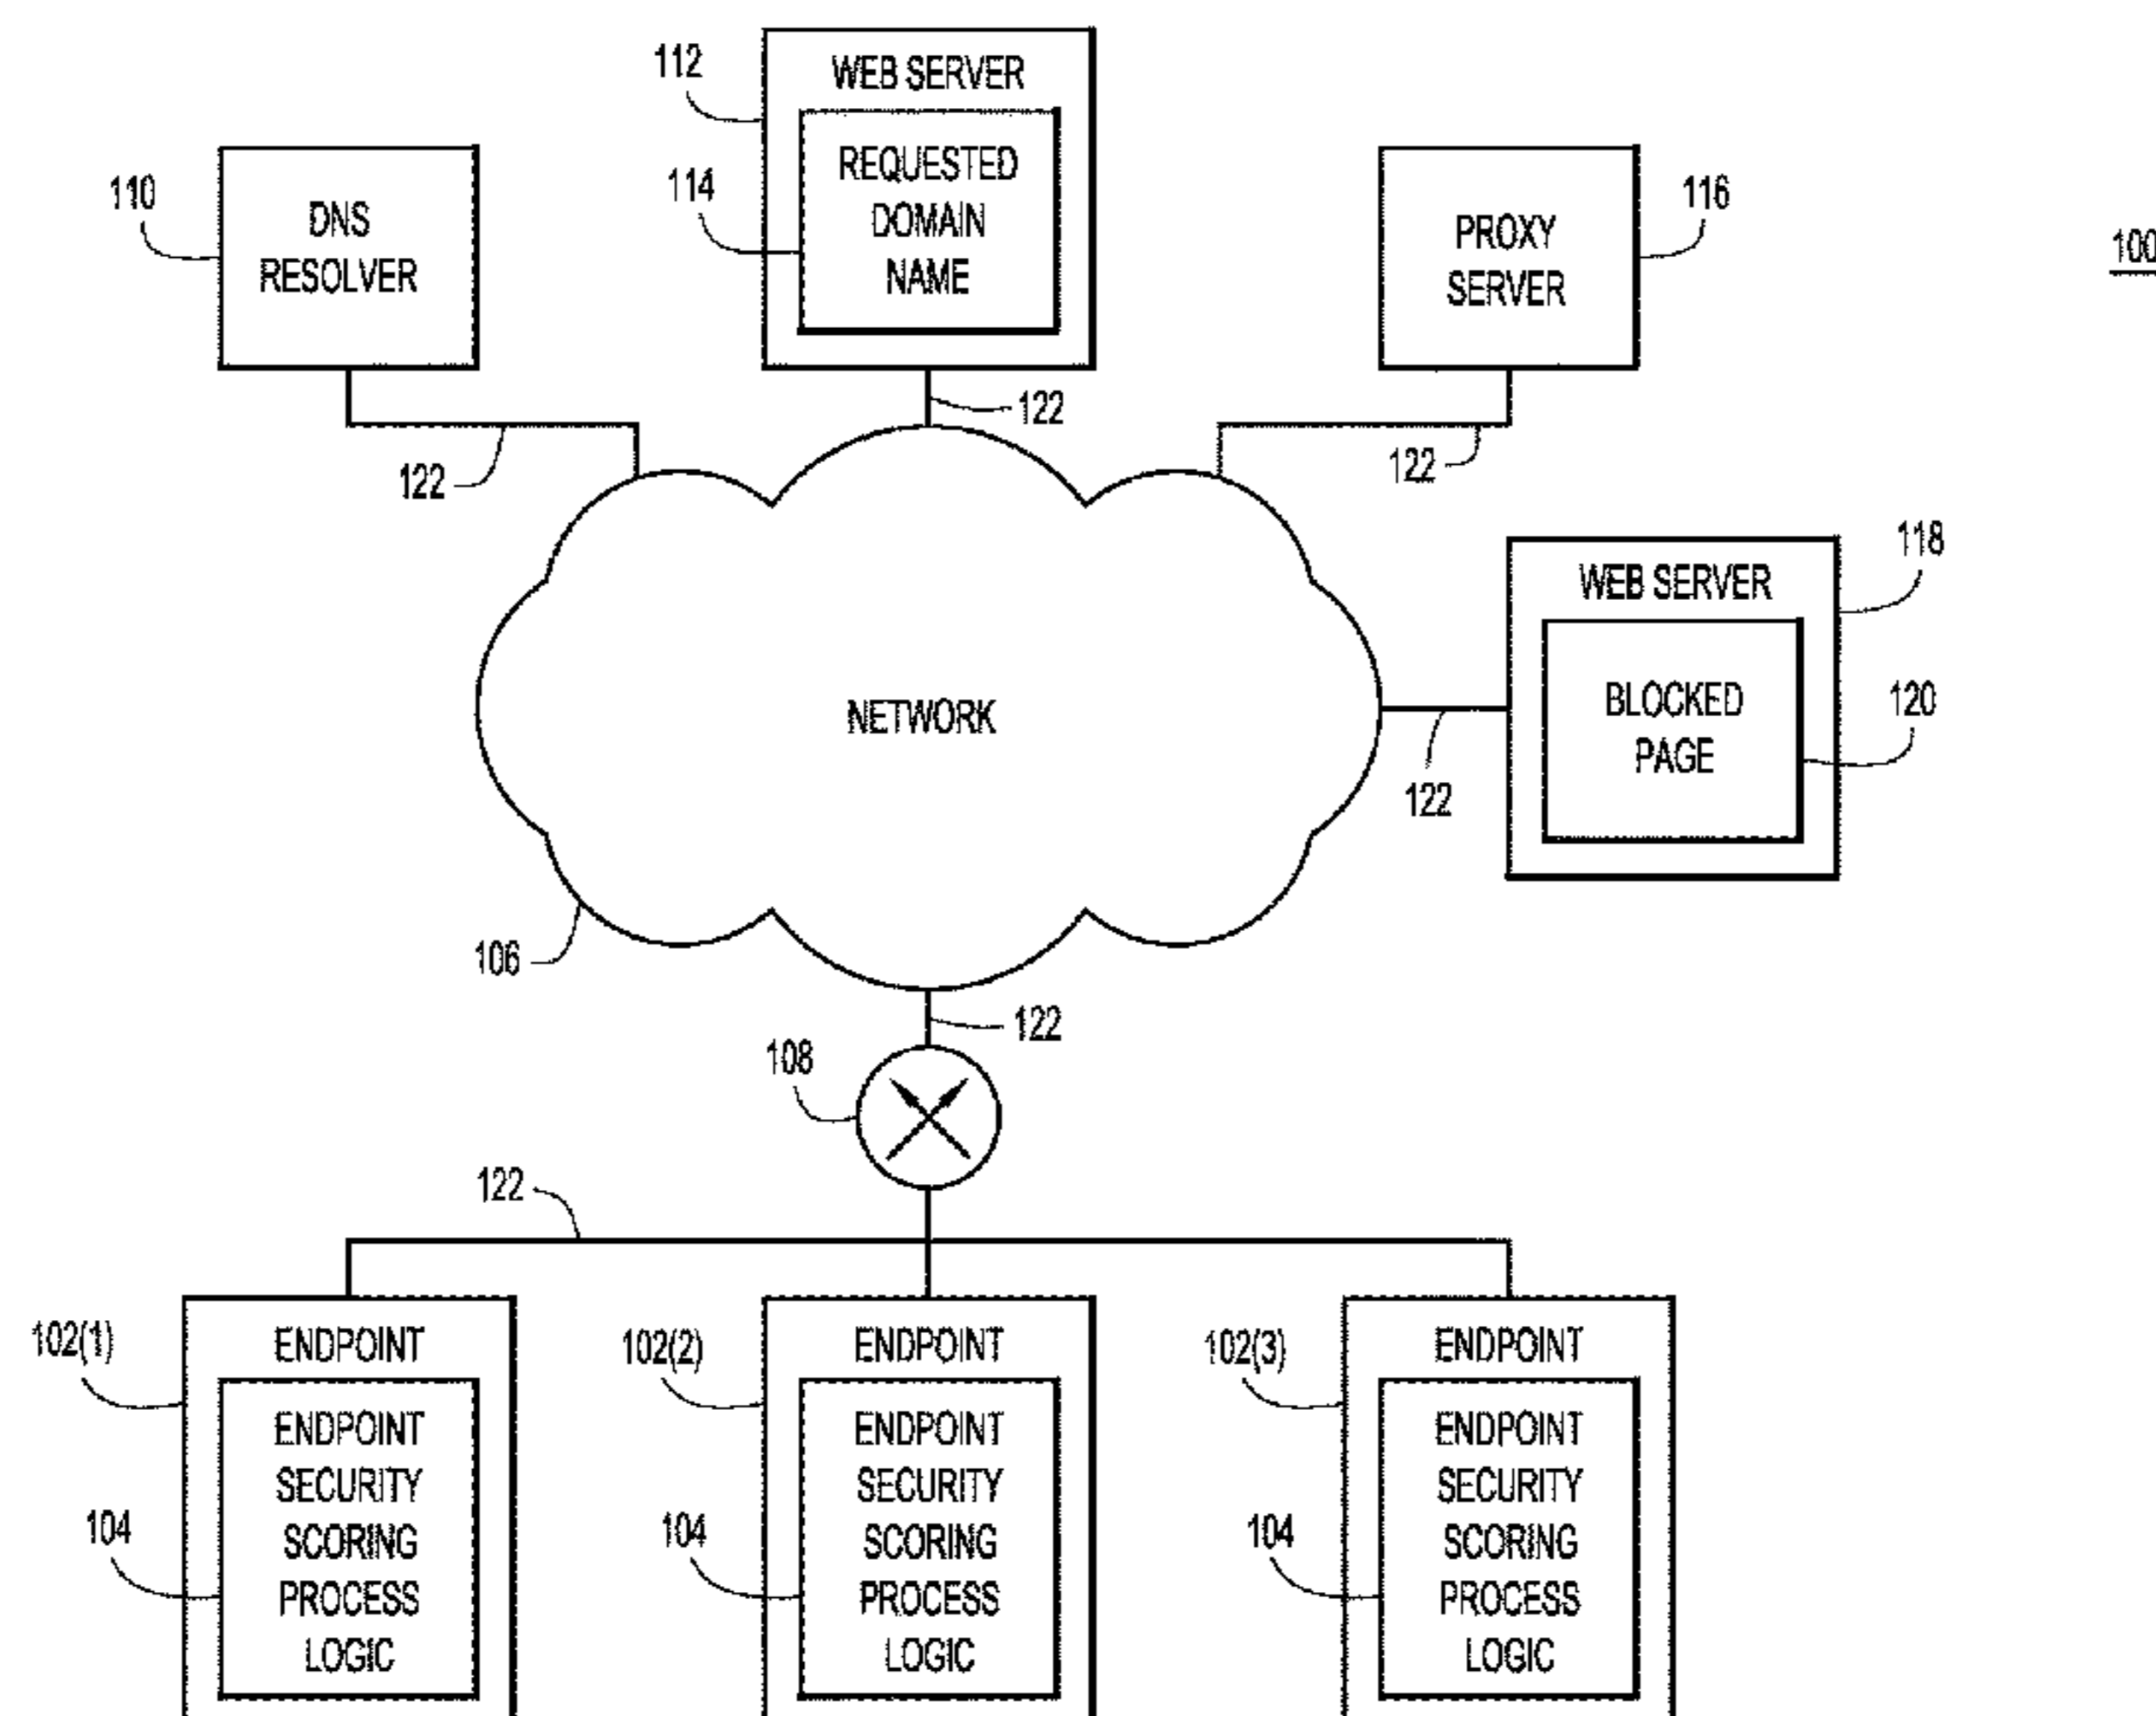 112
WEB SERVER
114
REQUESTED
DOMAIN
NAME
110
DNS
RESOLVER
PROXY
SERVER
116
100
122
122
122
118
WEB SERVER
BLOCKED
PAGE
120
NETWORK
122
106
122
108
122
102(1)
ENDPOINT
ENDPOINT
SECURITY
SCORING
PROCESS
LOGIC
104
102(2)
ENDPOINT
ENDPOINT
SECURITY
SCORING
PROCESS
LOGIC
104
102(3)
ENDPOINT
ENDPOINT
SECURITY
SCORING
PROCESS
LOGIC
104